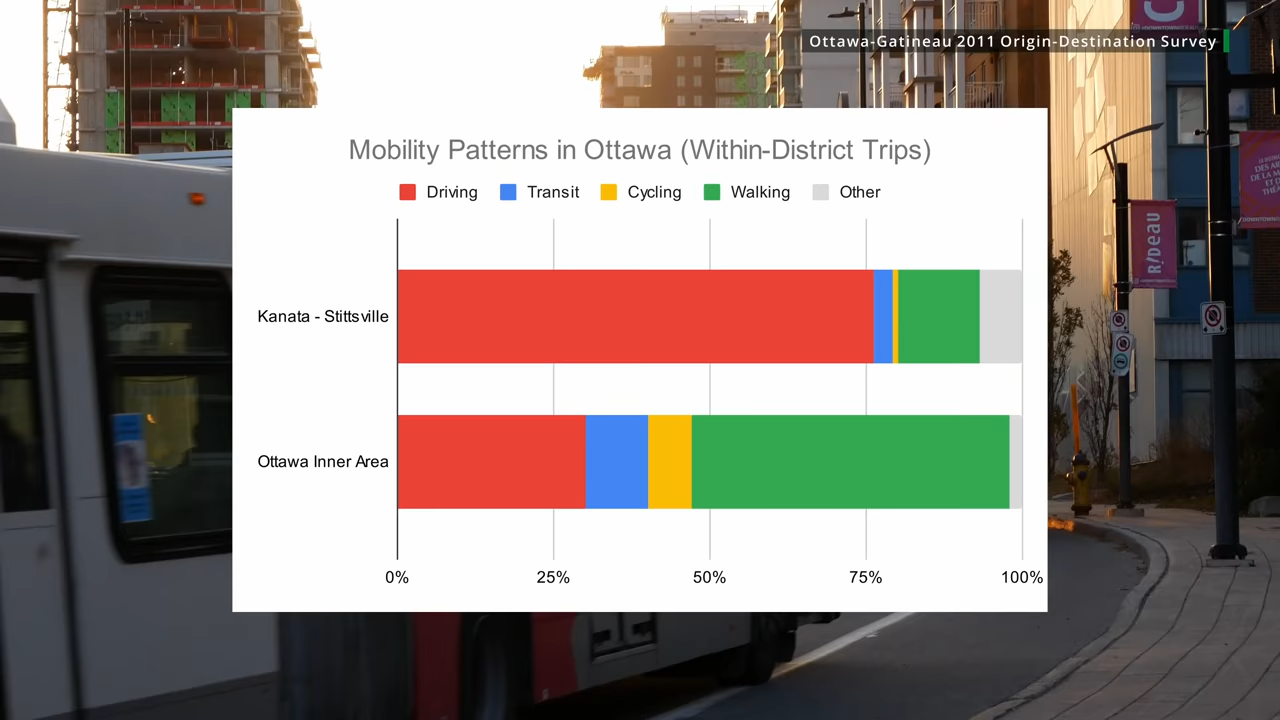 Ottawa-Gatineau 2011 Origin-Destination Survey
Mobility Patterns in Ottawa (Within-District Trips)
Driving
Transit
Cycling
Walking
Other
Kanata - Stittsville
Ottawa Inner Area
0%
25%
50%
75%
100%
R/DEAU